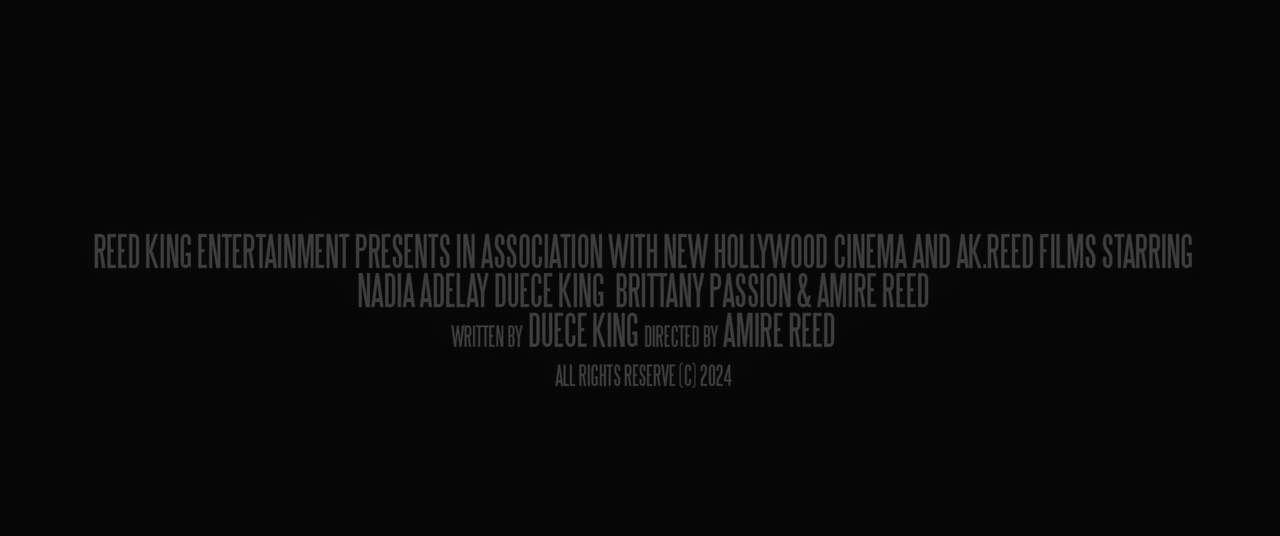 REED KING ENTERTAINMENT PRESENTS IN ASSOCIATION WITH NEW HOLLYWOOD CINEMA AND AK.REED FILMS STARRING
NADIA ADELAY DUECE KING BRITTANY PASSION & AMIRE REED
WRITTEN BY DUECE KING DIRECTED BY AMIRE REED
ALL RIGHTS RESERVE (C) 2024